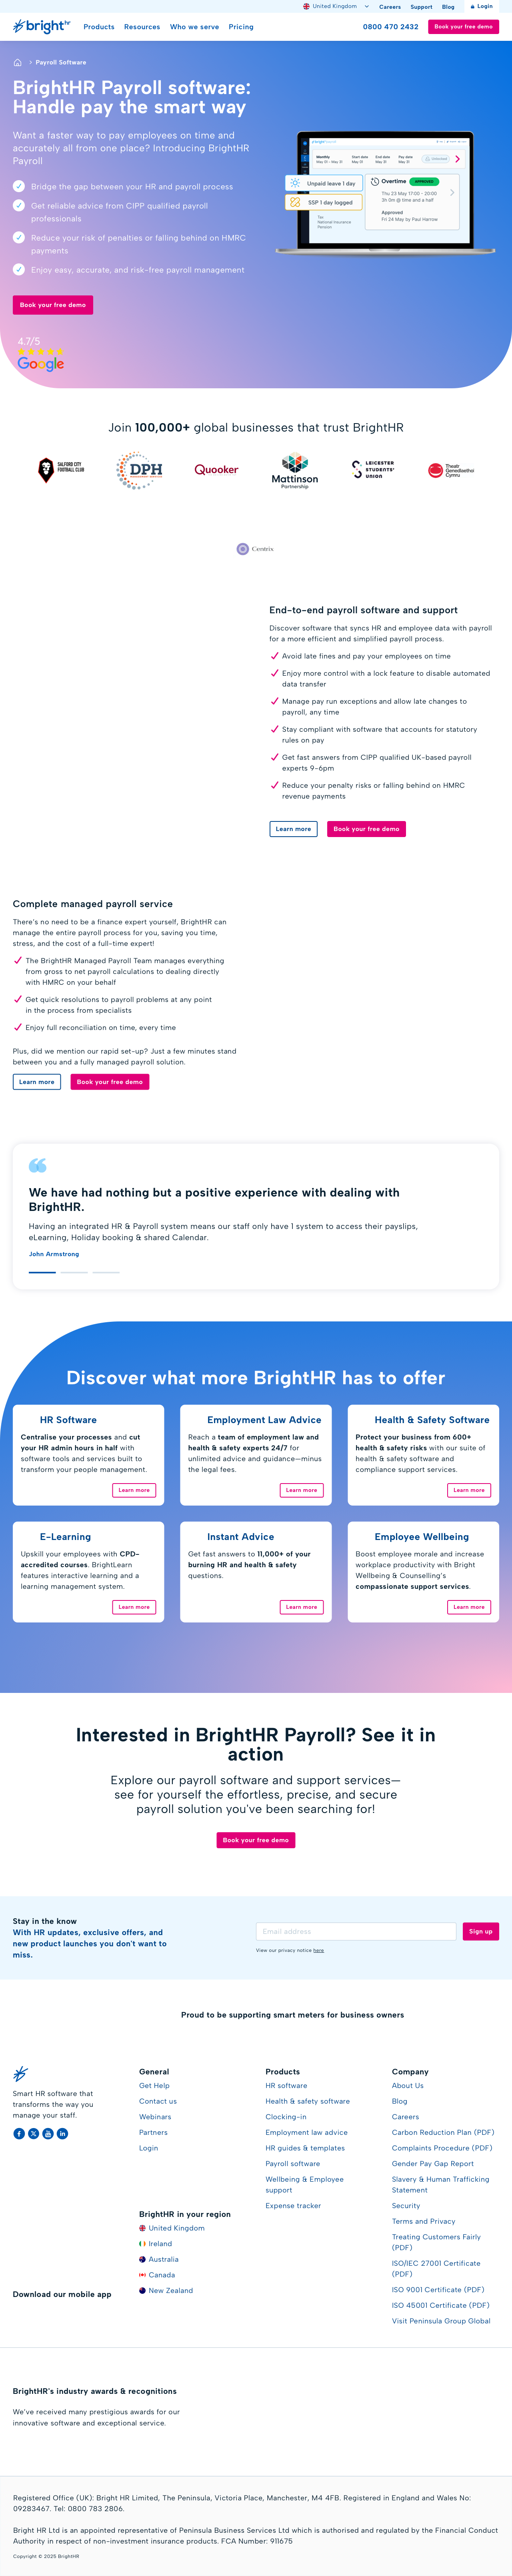 United Kingdom
Careers
Support
Blog
Login
bright hr
Products
Resources
Who we serve
Pricing
0800 470 2432
Book your free demo
> Payroll Software
BrightHR Payroll software:
Handle pay the smart way
Want a faster way to pay employees on time and
accurately all from one place? Introducing BrightHR
Payroll
Bridge the gap between your HR and payroll process
Get reliable advice from CIPP qualified payroll
professionals
Reduce your risk of penalties or falling behind on HMRC
payments
Enjoy easy, accurate, and risk-free payroll management
Book your free demo
Unpaid leave 1 day
SSP 1 day logged
Monthly
May 01 - May 31
Start date
May 01
End date
May 31
Pay date
May 31
Overtime
APPROVED
Thu 23 May 17:00 - 20:00
3h 0m @ time and a half
Approved
Fri 24 May by Paul Harrow
Tax
National Insurance
Pension
4.7/5
Google
Join 100,000+ global businesses that trust BrightHR
SALFORD CITY
FOOTBALL CLUB
DPH
Quooker
Mattinson
Partnership
LEICESTER
STUDENTS'
UNION
Theatr
Genedlaethol
Cymru
Centrix
End-to-end payroll software and support
Discover software that syncs HR and employee data with payroll
for a more efficient and simplified payroll process.
Avoid late fines and pay your employees on time
Enjoy more control with a lock feature to disable automated
data transfer
Manage pay run exceptions and allow late changes to
payroll, any time
Stay compliant with software that accounts for statutory
rules on pay
Get fast answers from CIPP qualified UK-based payroll
experts 9-6pm
Reduce your penalty risks or falling behind on HMRC
revenue payments
Learn more
Book your free demo
Complete managed payroll service
There's no need to be a finance expert yourself, BrightHR can
manage the entire payroll process for you, saving you time,
stress, and the cost of a full-time expert!
The BrightHR Managed Payroll Team manages everything
from gross to net payroll calculations to dealing directly
with HMRC on your behalf
Get quick resolutions to payroll problems at any point
in the process from specialists
Enjoy full reconciliation on time, every time
Plus, did we mention our rapid set-up? Just a few minutes stand
between you and a fully managed payroll solution.
Learn more
Book your free demo
We have had nothing but a positive experience with dealing with
BrightHR.
Having an integrated HR & Payroll system means our staff only have 1 system to access their payslips,
eLearning, Holiday booking & shared Calendar.
John Armstrong
Discover what more BrightHR has to offer
HR Software
Centralise your processes and cut
your HR admin hours in half with
software tools and services built to
transform your people management.
Learn more
Employment Law Advice
Reach a team of employment law and
health & safety experts 24/7 for
unlimited advice and guidance—minus
the legal fees.
Learn more
Health & Safety Software
Protect your business from 600+
health & safety risks with our suite of
health & safety software and
compliance support services.
Learn more
E-Learning
Upskill your employees with CPD-
accredited courses. BrightLearn
features interactive learning and a
learning management system.
Learn more
Instant Advice
Get fast answers to 11,000+ of your
burning HR and health & safety
questions.
Learn more
Employee Wellbeing
Boost employee morale and increase
workplace productivity with Bright
Wellbeing & Counselling's
compassionate support services.
Learn more
Interested in BrightHR Payroll? See it in
action
Explore our payroll software and support services—
see for yourself the effortless, precise, and secure
payroll solution you've been searching for!
Book your free demo
Stay in the know
With HR updates, exclusive offers, and
new product launches you don't want to
miss.
Email address
Sign up
View our privacy notice here
Proud to be supporting smart meters for business owners
Smart HR software that
transforms the way you
manage your staff.
Download our mobile app
General
Get Help
Contact us
Webinars
Partners
Login
BrightHR in your region
United Kingdom
Ireland
Australia
Canada
New Zealand
Products
HR software
Health & safety software
Clocking-in
Employment law advice
HR guides & templates
Payroll software
Wellbeing & Employee
support
Expense tracker
Company
About Us
Blog
Careers
Carbon Reduction Plan (PDF)
Complaints Procedure (PDF)
Gender Pay Gap Report
Slavery & Human Trafficking
Statement
Security
Terms and Privacy
Treating Customers Fairly
(PDF)
ISO/IEC 27001 Certificate
(PDF)
ISO 9001 Certificate (PDF)
ISO 45001 Certificate (PDF)
Visit Peninsula Group Global
BrightHR's industry awards & recognitions
We've received many prestigious awards for our
innovative software and exceptional service.
Registered Office (UK): Bright HR Limited, The Peninsula, Victoria Place, Manchester, M4 4FB. Registered in England and Wales No:
09283467. Tel: 0800 783 2806.
Bright HR Ltd is an appointed representative of Peninsula Business Services Ltd which is authorised and regulated by the Financial Conduct
Authority in respect of non-investment insurance products. FCA Number: 911675
Copyright © 2025 BrightHR